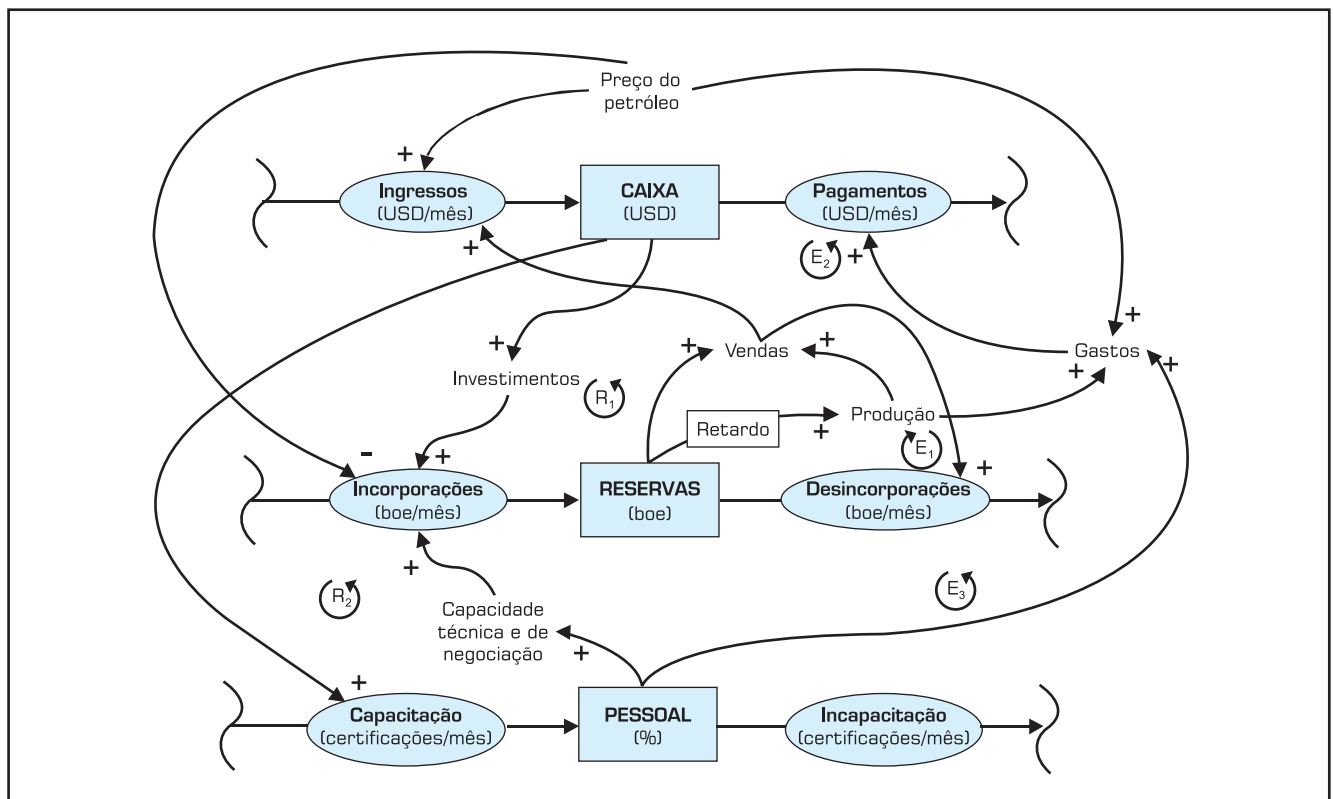 Preço do
petróleo
+
+
Ingressos
(USD/mês)
CAIXA
(USD)
Pagamentos
(USD/mês)
+
E2
+
+
+
Vendas
+
+
Gastos
+
+
Investimentos
R1
Retardo
+
Produção
E1
-
+
+
Incorporações
(boe/mês)
RESERVAS
(boe)
Desincorporações
(boe/mês)
+
R2
E3
Capacidade
técnica e de
negociação
+
+
Capacitação
(certificações/mês)
PESSOAL
(%)
Incapacitação
(certificações/mês)